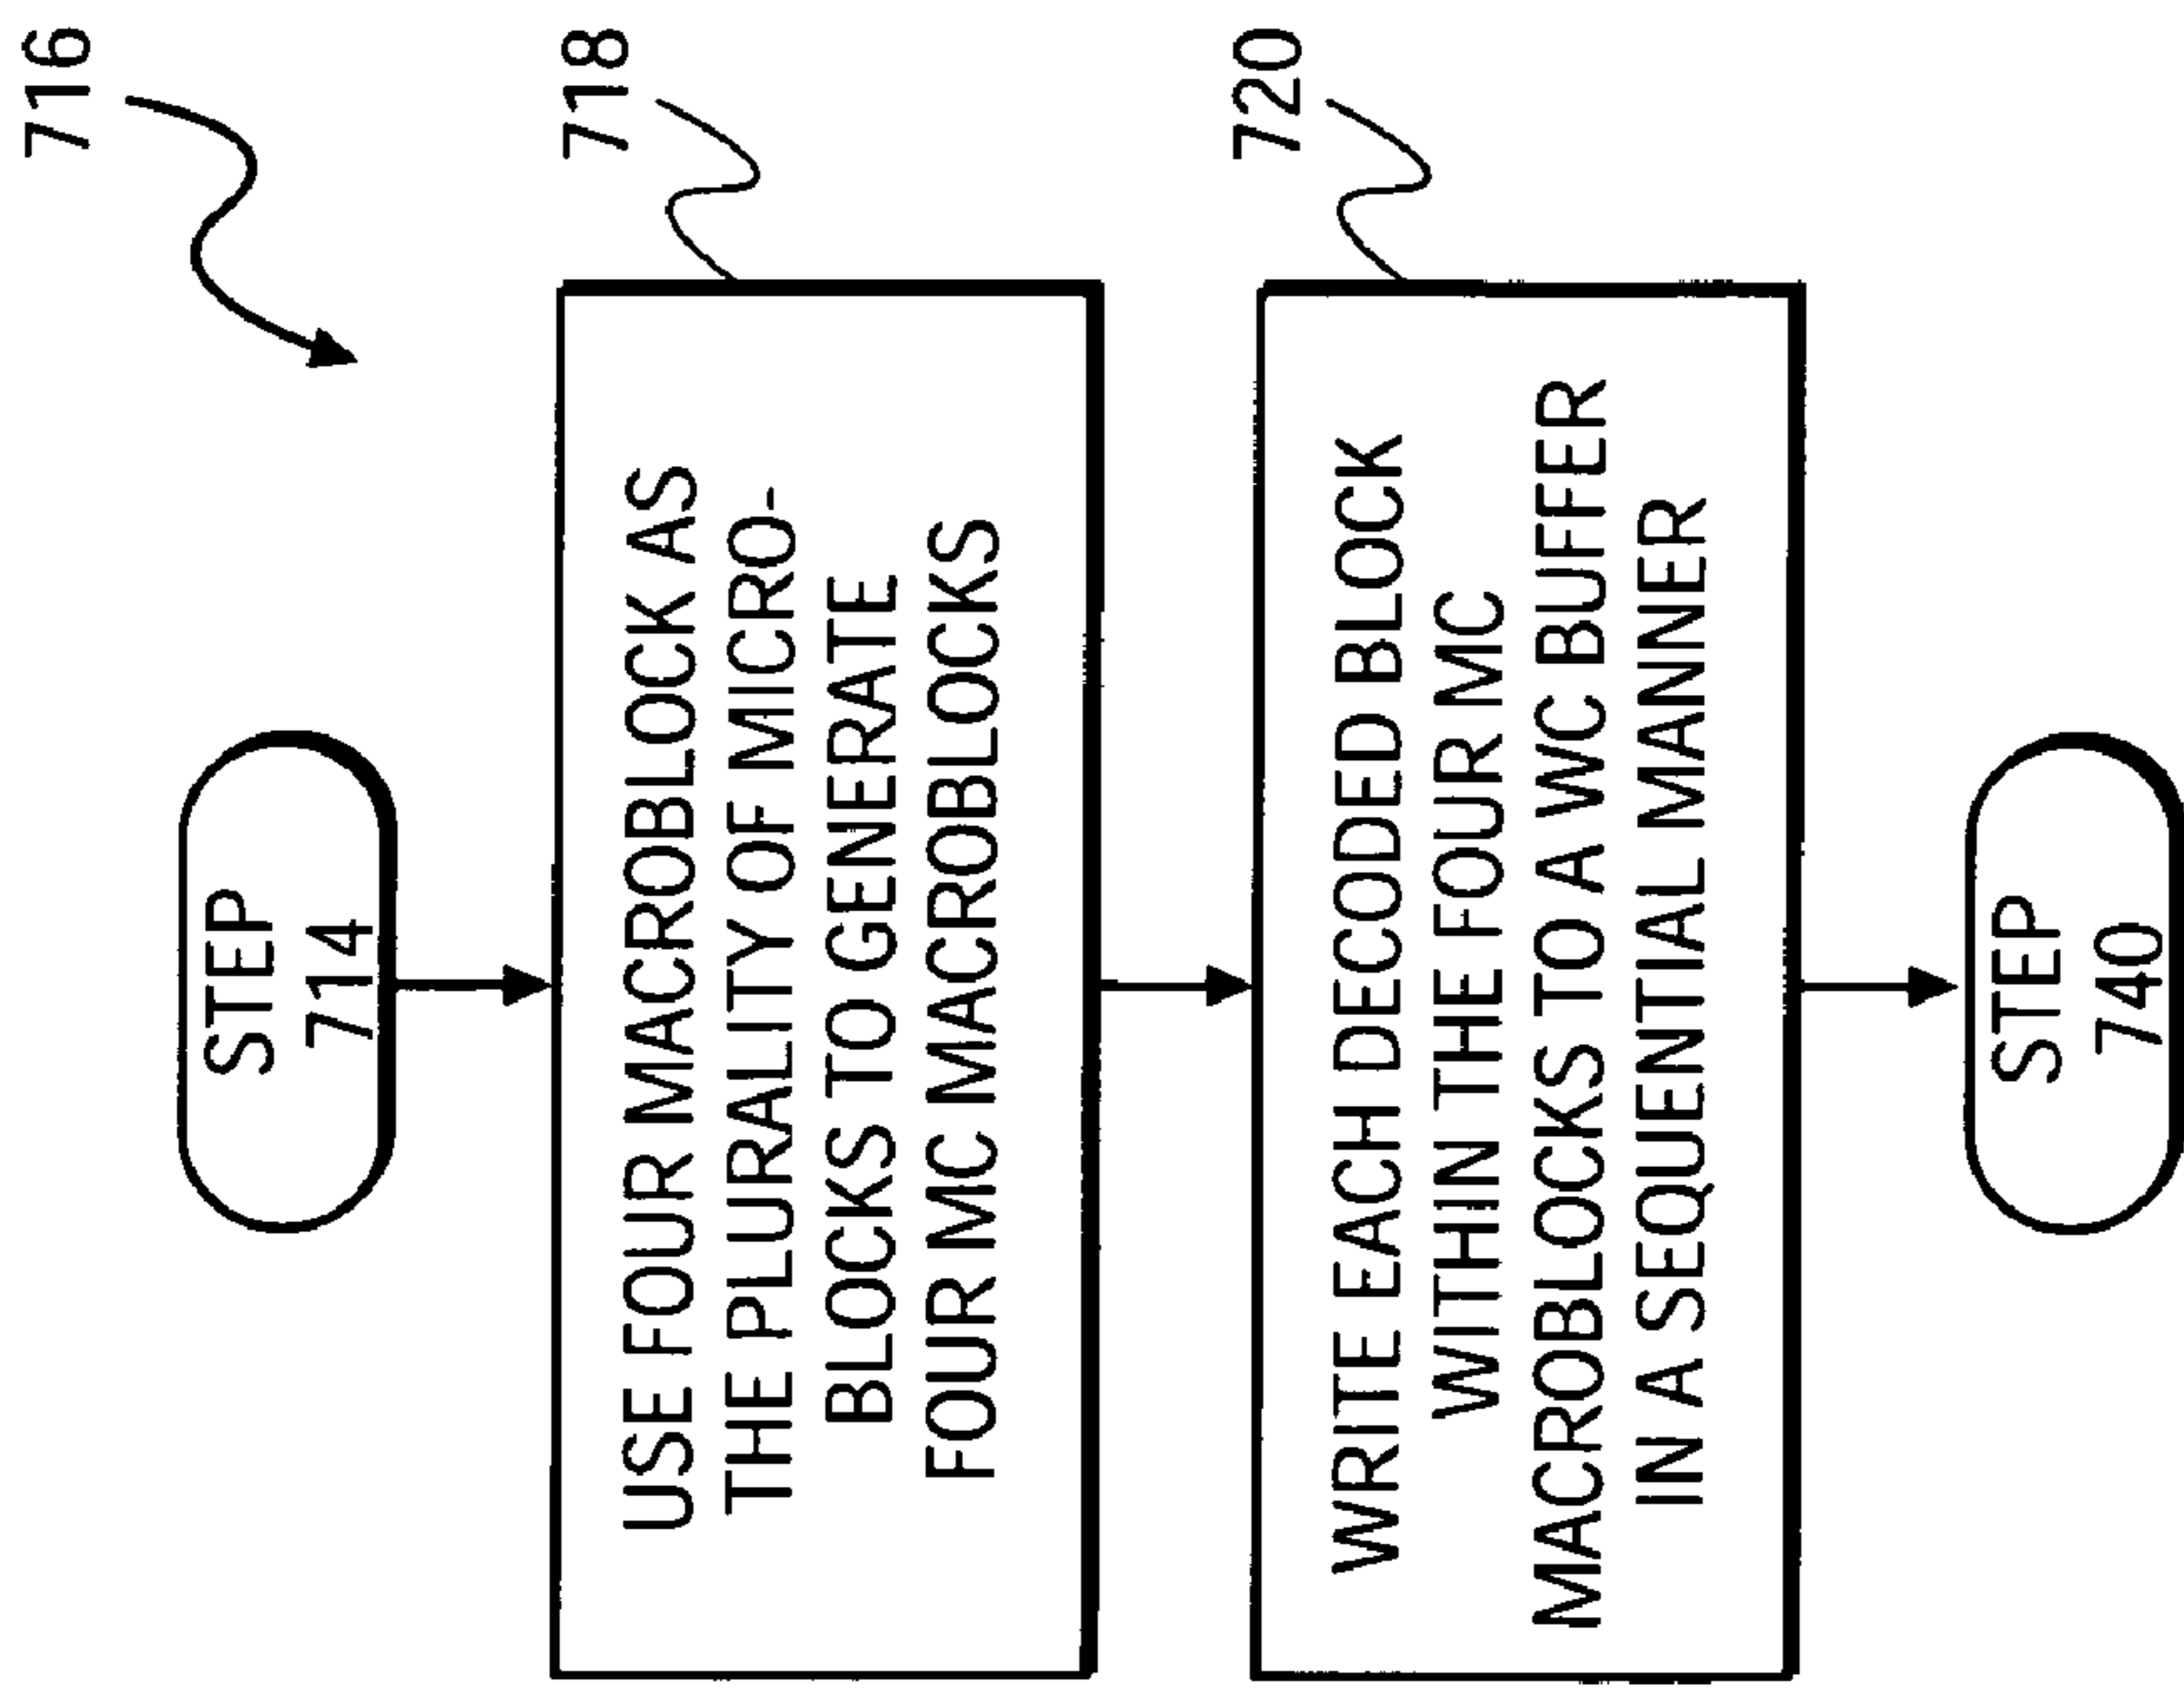 716
STEP
714
718
USE FOUR MACROBLOCK AS
THE PLURALITY OF MICRO-
BLOCKS TO GENERATE
FOUR MC MACROBLOCKS
720
WRITE EACH DECODED BLOCK
WITHIN THE FOUR MC
MACROBLOCKS TO A WC BUFFER
IN A SEQUENTIAL MANNER
STEP
740